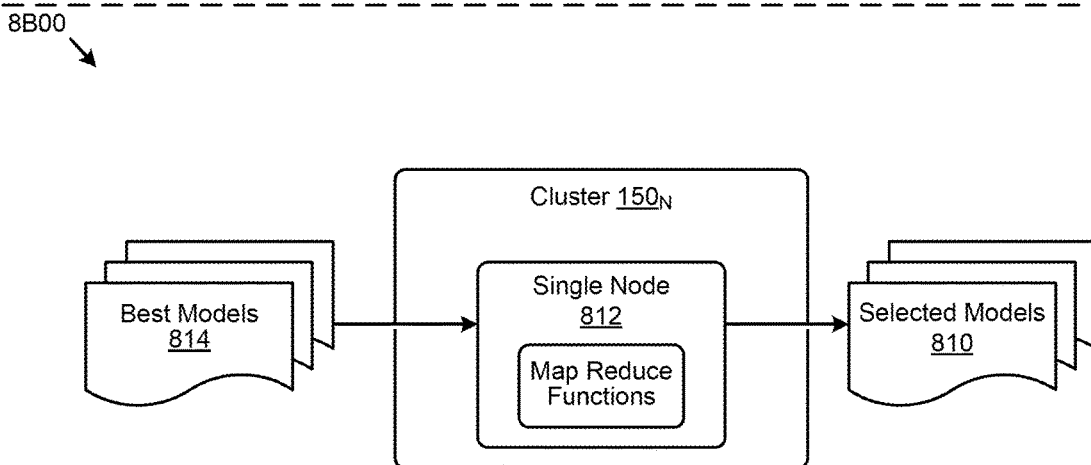 8B00
Cluster 150N
Single Node
812
Map Reduce
Functions
Best Models
814
Selected Models
810